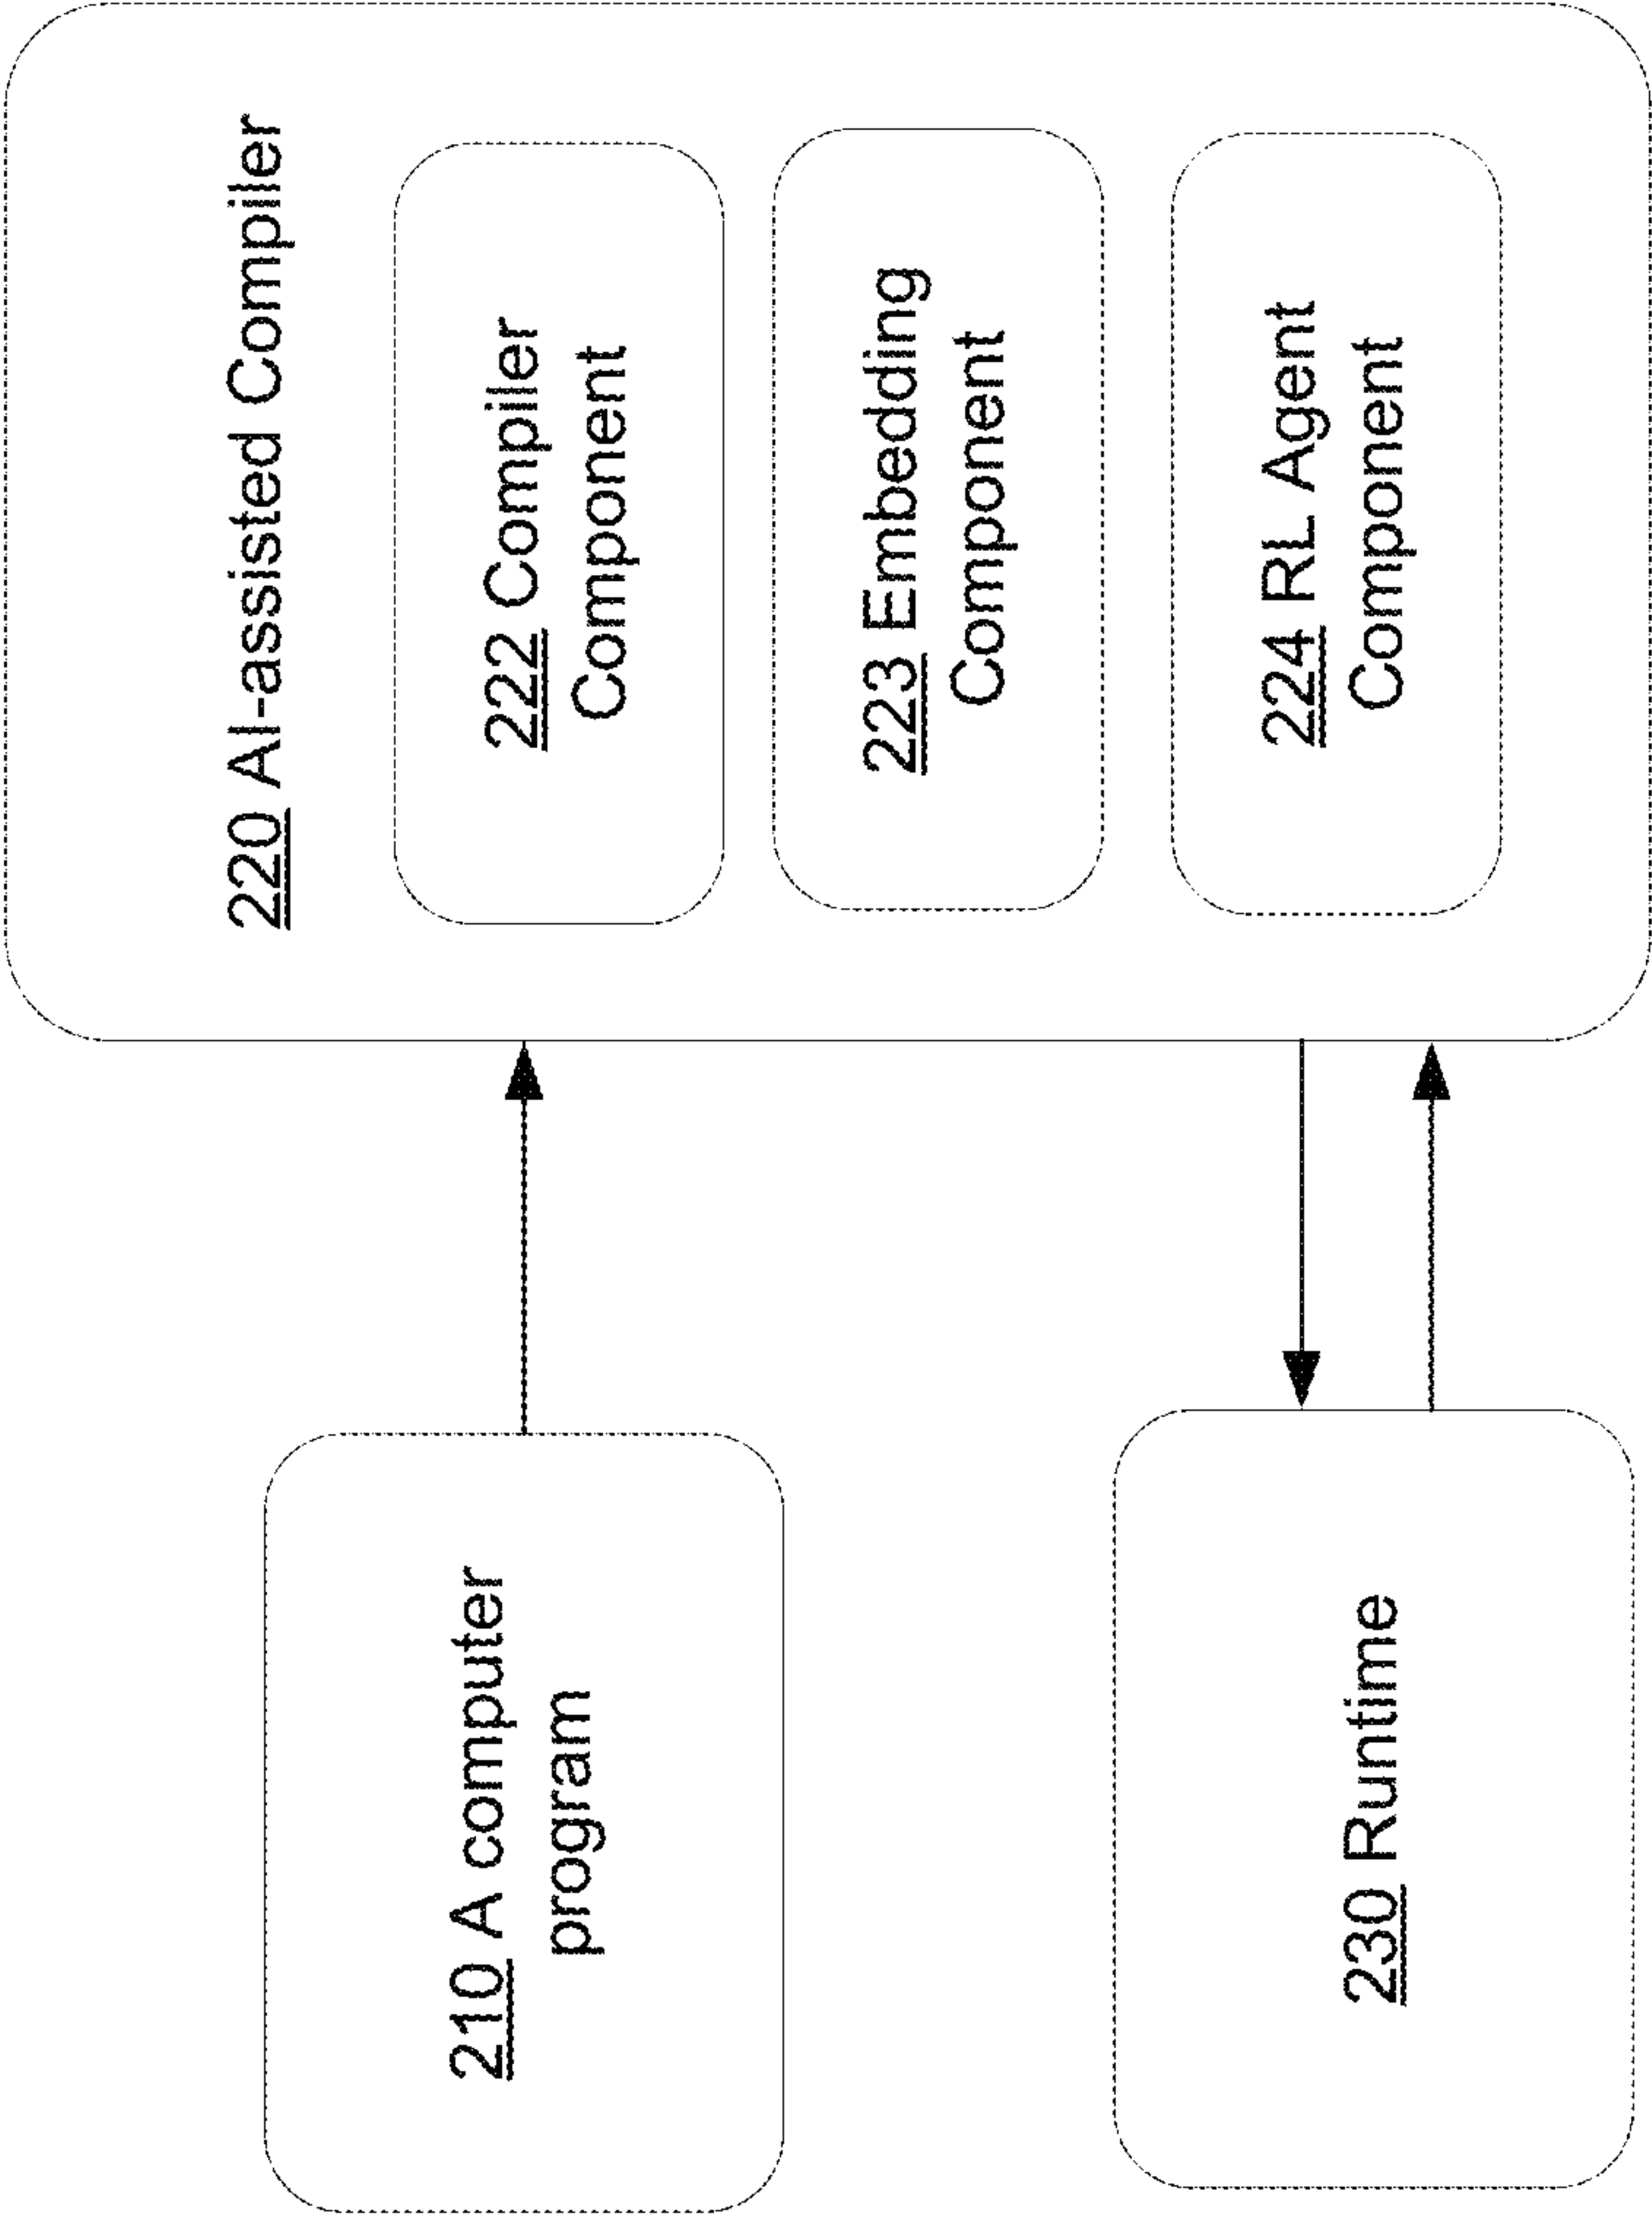 210 A computer
program
220 AI-assisted Compiler
222 Compiler
Component
223 Embedding
Component
224 RL Agent
Component
230 Runtime